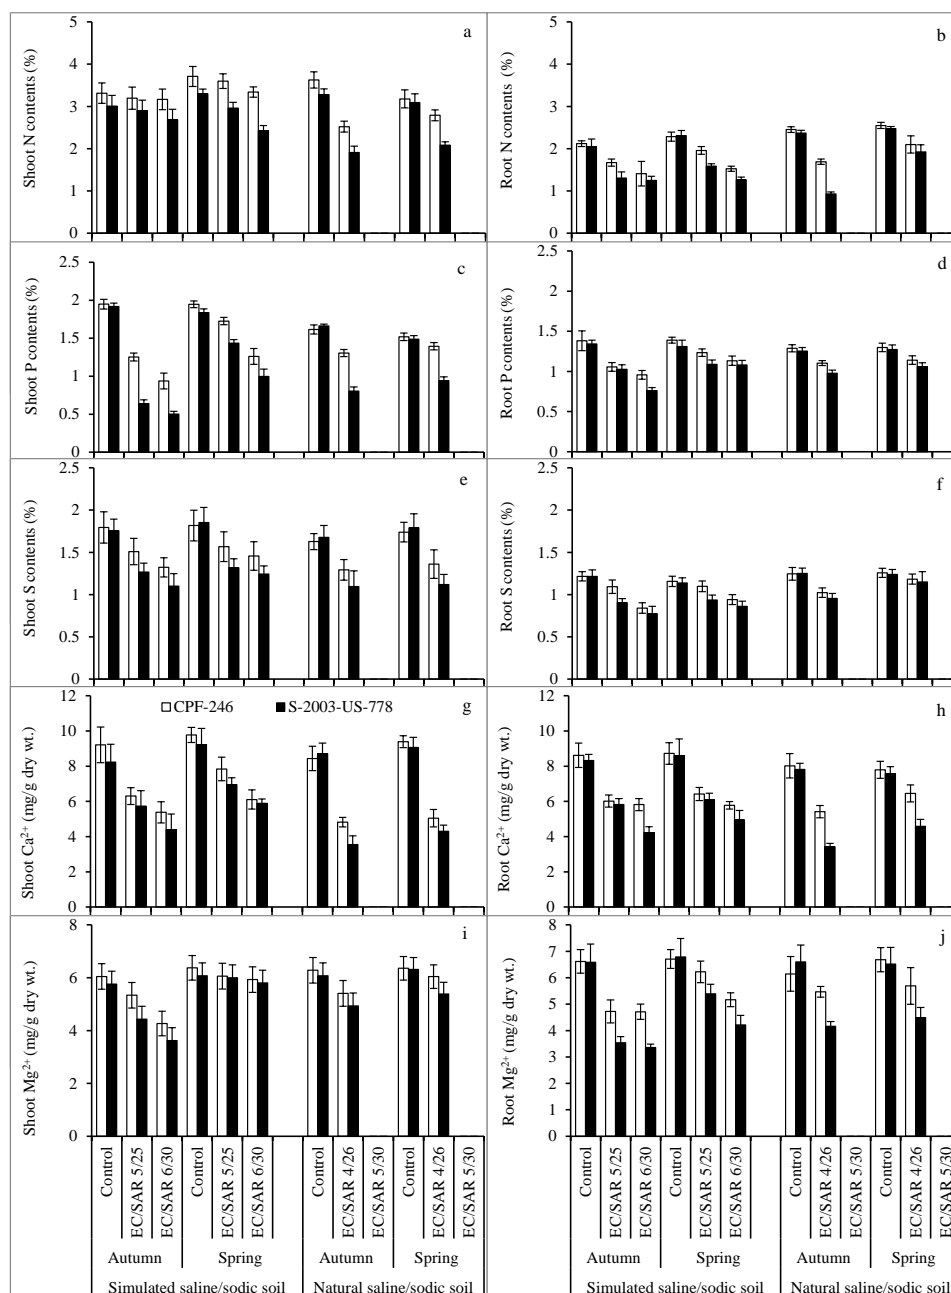 a
b
5
4
3
2
1
0
Shoot N contents (%)
5
4
3
2
1
0
Root N contents (%)
c
d
2.5
2
1.5
1
0.5
0
Shoot P contents (%)
2.5
2
1.5
1
0.5
0
Root P contents (%)
e
f
2.5
2
1.5
1
0.5
0
Shoot S contents (%)
2.5
2
1.5
1
0.5
0
Root S contents (%)
CPF-246 S-2003-US-778 g
h
12
10
8
6
4
2
0
Shoot Ca²⁺ (mg/g dry wt.)
12
10
8
6
4
2
0
Root Ca²⁺ (mg/g dry wt.)
i
j
8
6
4
2
0
Shoot Mg²⁺ (mg/g dry wt.)
8
7
6
5
4
3
2
1
0
Root Mg²⁺ (mg/g dry wt.)
Control
EC/SAR 5/25
EC/SAR 6/30
Control
EC/SAR 5/25
EC/SAR 6/30
Control
EC/SAR 4/26
EC/SAR 5/30
Control
EC/SAR 4/26
EC/SAR 5/30
Autumn Spring Autumn Spring
Simulated saline/sodic soil Natural saline/sodic soil
Control
EC/SAR 5/25
EC/SAR 6/30
Control
EC/SAR 5/25
EC/SAR 6/30
Control
EC/SAR 4/26
EC/SAR 5/30
Control
EC/SAR 4/26
EC/SAR 5/30
Autumn Spring Autumn Spring
Simulated saline/sodic soil Natural saline/sodic soil